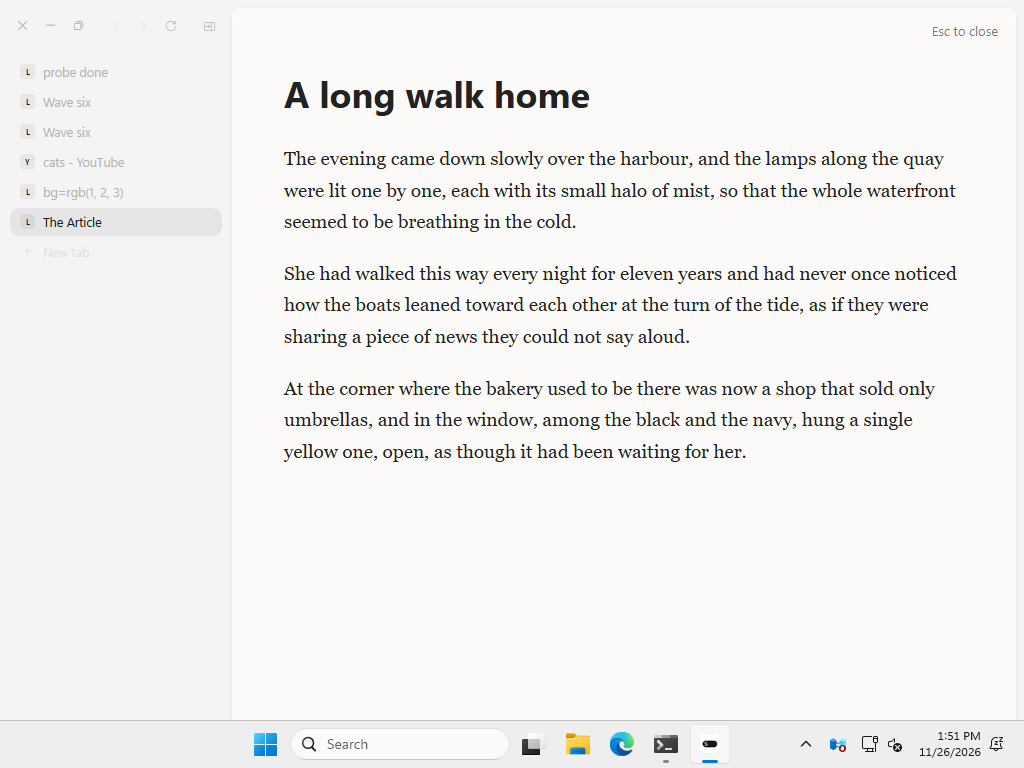 Esc to close
L probe done
L Wave six
L Wave six
Y cats - YouTube
L bg=rgb(1, 2, 3)
L The Article
+ New tab
A long walk home
The evening came down slowly over the harbour, and the lamps along the quay
were lit one by one, each with its small halo of mist, so that the whole waterfront
seemed to be breathing in the cold.
She had walked this way every night for eleven years and had never once noticed
how the boats leaned toward each other at the turn of the tide, as if they were
sharing a piece of news they could not say aloud.
At the corner where the bakery used to be there was now a shop that sold only
umbrellas, and in the window, among the black and the navy, hung a single
yellow one, open, as though it had been waiting for her.
Search
1:51 PM
11/26/2026